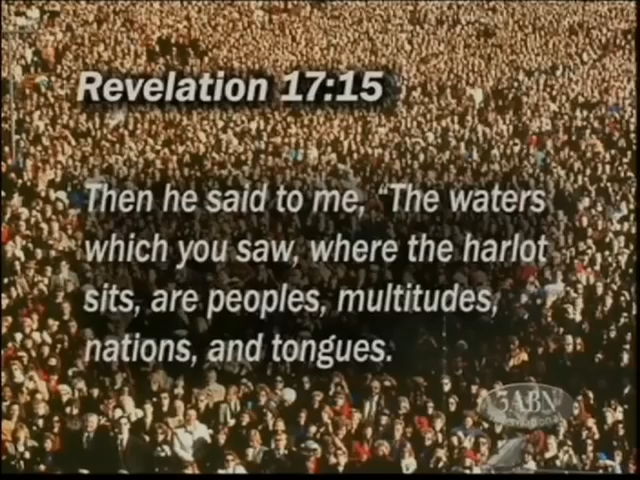 Revelation 17:15
Then he said to me, “The waters
which you saw, where the harlot
sits, are peoples, multitudes,
nations, and tongues.
3ABN